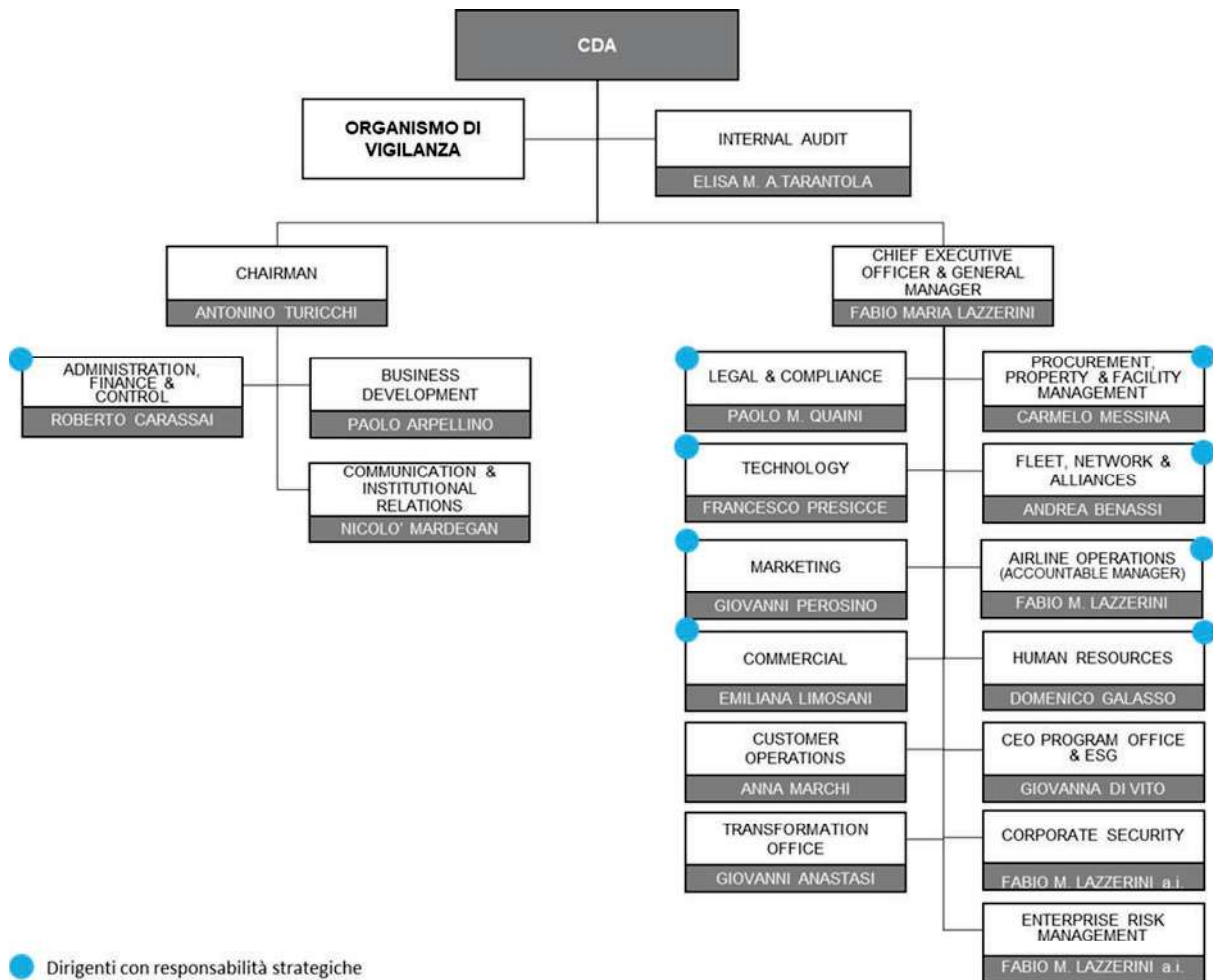 CDA
ORGANISMO DI
VIGILANZA
INTERNAL AUDIT
ELISA M. A.TARANTOLA
CHAIRMAN
ANTONINO TURICCHI
CHIEF EXECUTIVE
OFFICER & GENERAL
MANAGER
FABIO MARIA LAZZERINI
ADMINISTRATION,
FINANCE &
CONTROL
ROBERTO CARASSAI
BUSINESS
DEVELOPMENT
PAOLO ARPELLINO
COMMUNICATION &
INSTITUTIONAL
RELATIONS
NICOLO' MARDEGAN
LEGAL & COMPLIANCE
PAOLO M. QUAINI
PROCUREMENT,
PROPERTY & FACILITY
MANAGEMENT
CARMELO MESSINA
TECHNOLOGY
FRANCESCO PRESICCE
FLEET, NETWORK &
ALLIANCES
ANDREA BENASSI
MARKETING
GIOVANNI PEROSINO
AIRLINE OPERATIONS
(ACCOUNTABLE MANAGER)
FABIO M. LAZZERINI
COMMERCIAL
EMILIANA LIMOSANI
HUMAN RESOURCES
DOMENICO GALASSO
CUSTOMER
OPERATIONS
ANNA MARCHI
CEO PROGRAM OFFICE
& ESG
GIOVANNA DI VITO
TRANSFORMATION
OFFICE
GIOVANNI ANASTASI
CORPORATE SECURITY
FABIO M. LAZZERINI a.i.
ENTERPRISE RISK
MANAGEMENT
FABIO M. LAZZERINI a.i.
Dirigenti con responsabilità strategiche